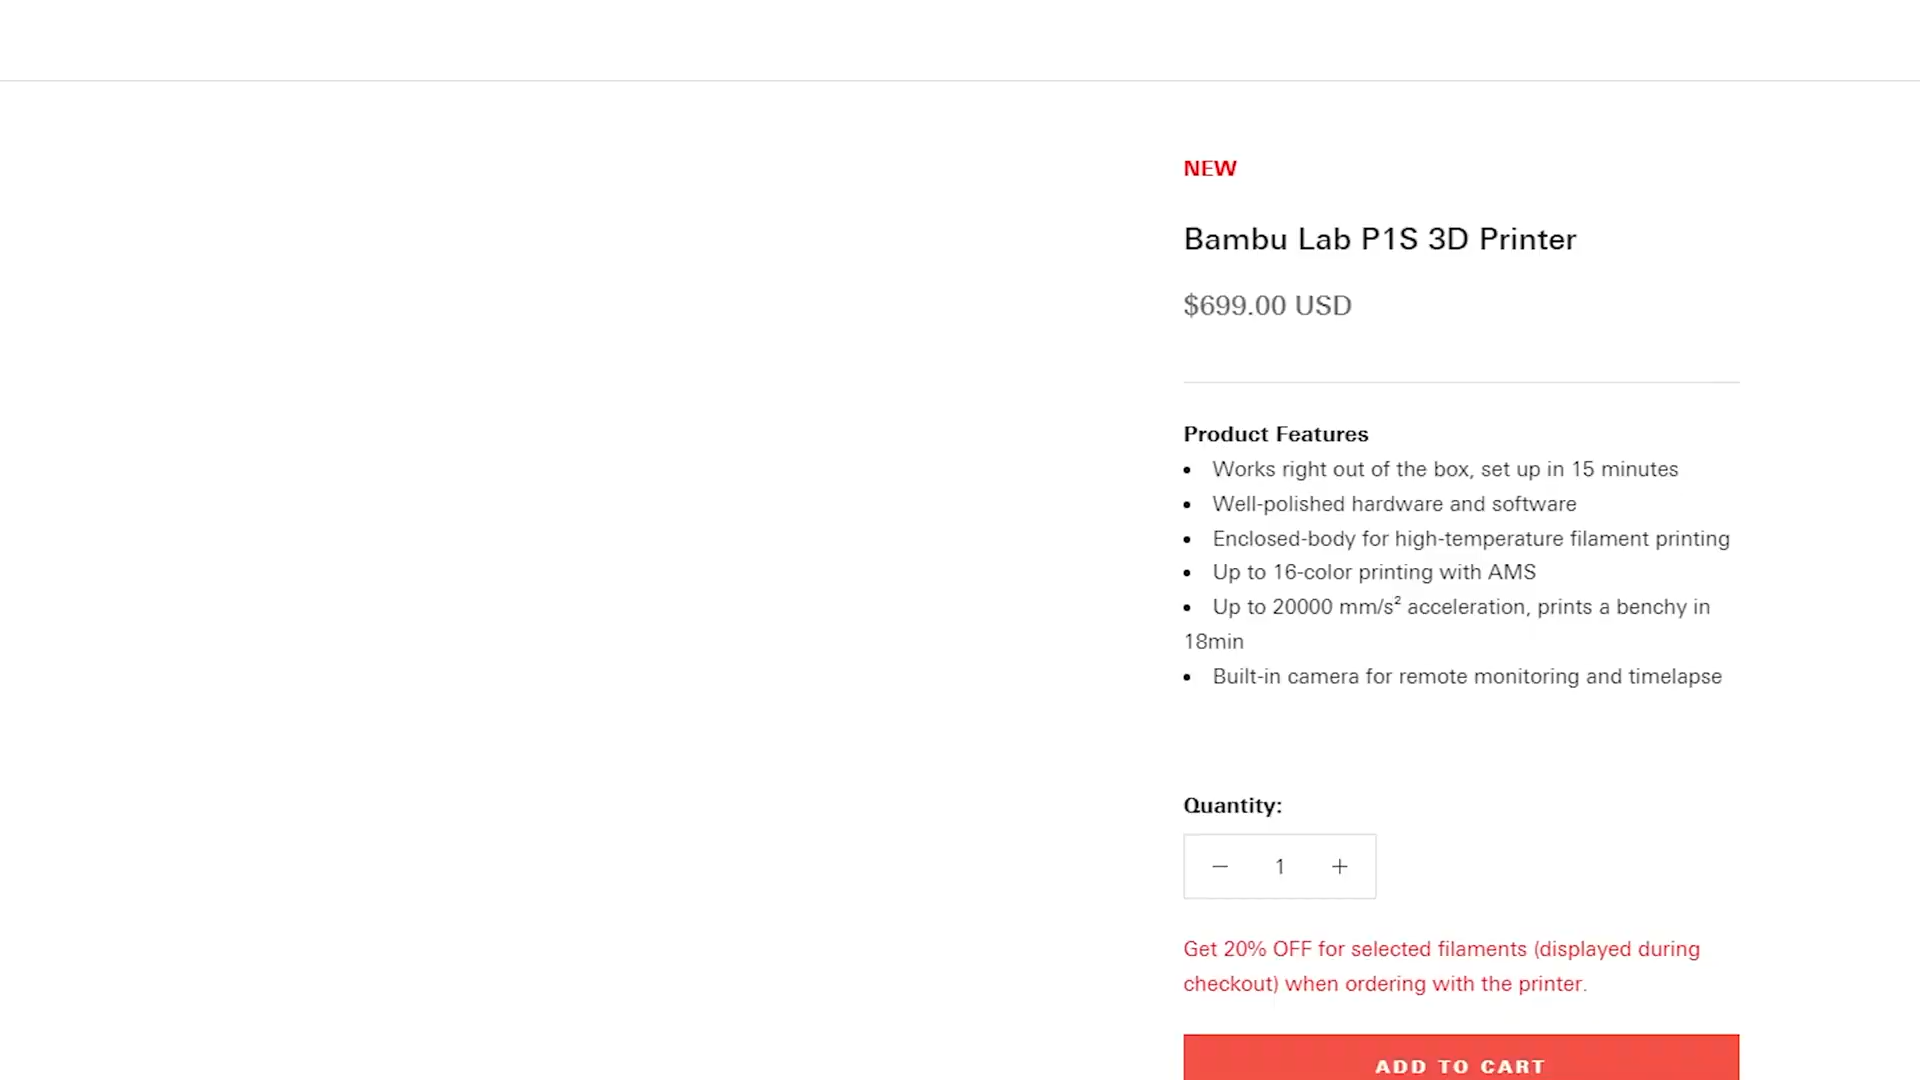 NEW
Bambu Lab P1S 3D Printer
$699.00 USD
Product Features
• Works right out of the box, set up in 15 minutes
• Well-polished hardware and software
• Enclosed-body for high-temperature filament printing
• Up to 16-color printing with AMS
• Up to 20000 mm/s² acceleration, prints a benchy in
18min
• Built-in camera for remote monitoring and timelapse
Quantity:
− 1 +
Get 20% OFF for selected filaments (displayed during
checkout) when ordering with the printer.
ADD TO CART